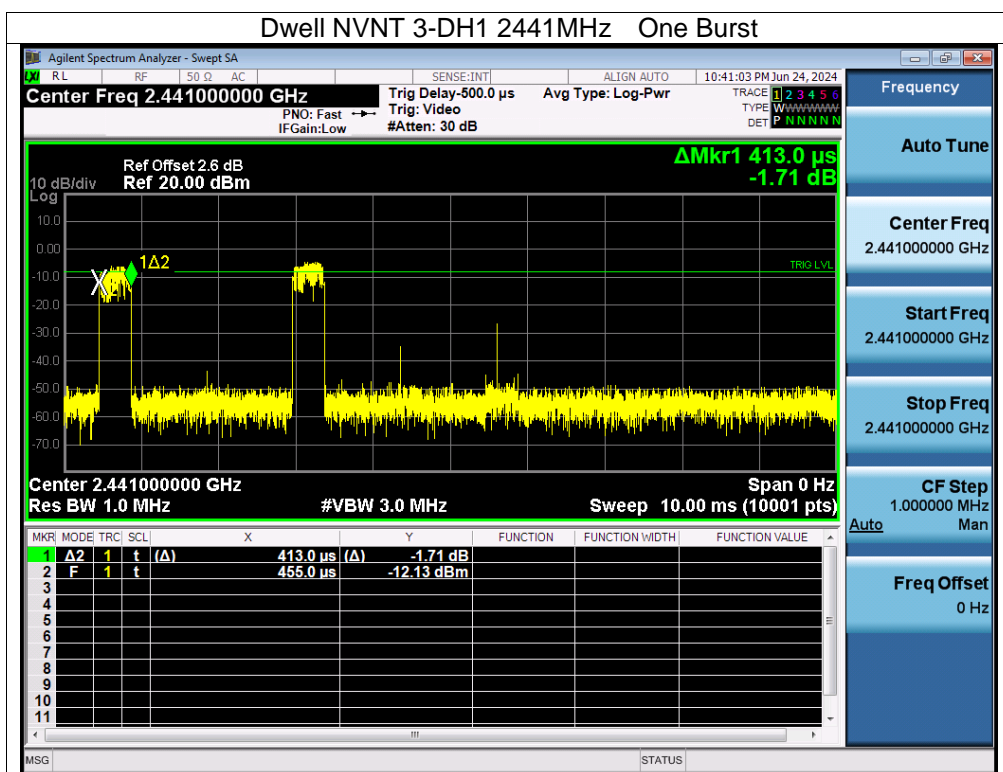 Dwell NVNT 3-DH1 2441MHz One Burst
Agilent Spectrum Analyzer - Swept SA
LXI RL RF 50 Ω AC SENSE:INT ALIGN AUTO 10:41:03 PM Jun 24, 2024
Center Freq 2.441000000 GHz
PNO: Fast
IFGain:Low
Trig Delay-500.0 µs
Trig: Video
#Atten: 30 dB
Avg Type: Log-Pwr
TRACE 1 2 3 4 5 6
TYPE WWWWWW
DET P N N N N N
ΔMkr1 413.0 µs
-1.71 dB
Ref Offset 2.6 dB
10 dB/div Ref 20.00 dBm
Log
10.0
0.00
-10.0
-20.0
-30.0
-40.0
-50.0
-60.0
-70.0
1Δ2
TRIG LVL
Center 2.441000000 GHz Span 0 Hz
Res BW 1.0 MHz #VBW 3.0 MHz Sweep 10.00 ms (10001 pts)
MKR MODE TRC SCL X Y FUNCTION FUNCTION WIDTH FUNCTION VALUE
1 Δ2 1 t (Δ) 413.0 µs (Δ) -1.71 dB
2 F 1 t 455.0 µs -12.13 dBm
3
4
5
6
7
8
9
10
11
MSG STATUS
Frequency
Auto Tune
Center Freq
2.441000000 GHz
Start Freq
2.441000000 GHz
Stop Freq
2.441000000 GHz
CF Step
1.000000 MHz
Auto Man
Freq Offset
0 Hz